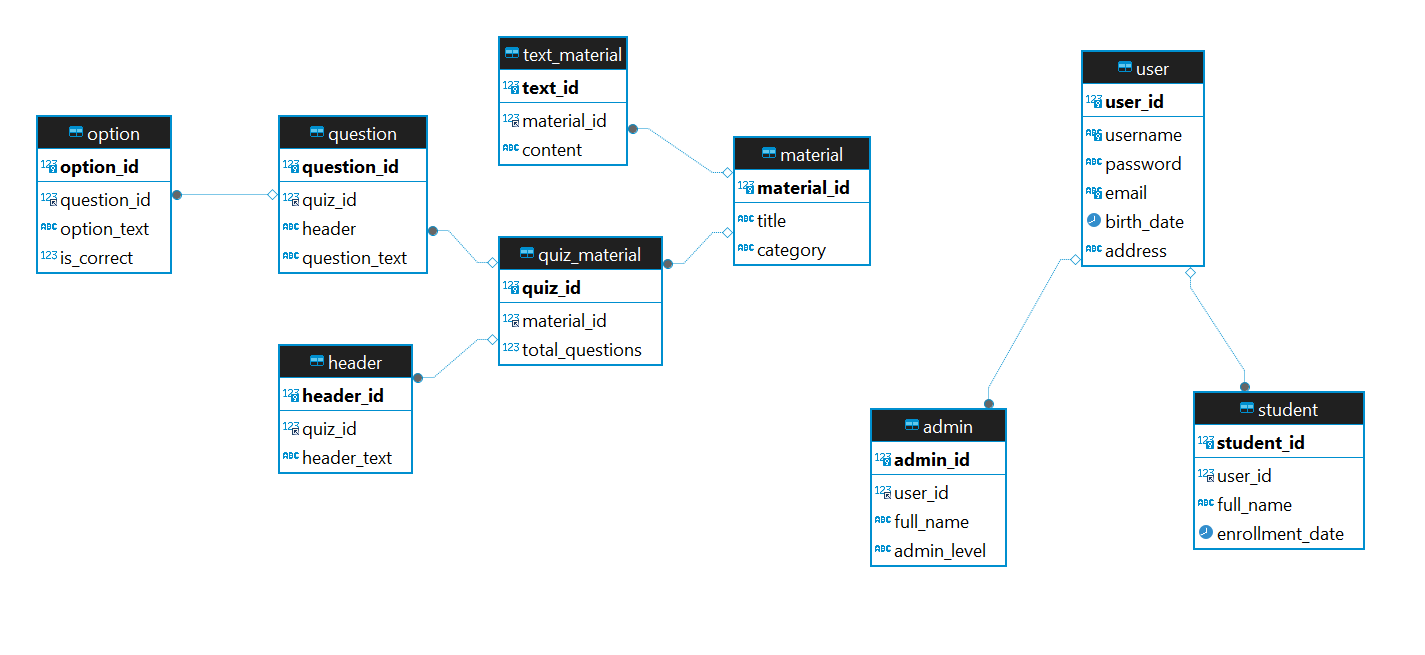 text_material
123 text_id
123 material_id
ABC content
user
123 user_id
ABC username
ABC password
ABC email
birth_date
ABC address
option
123 option_id
123 question_id
ABC option_text
123 is_correct
question
123 question_id
123 quiz_id
ABC header
ABC question_text
material
123 material_id
ABC title
ABC category
quiz_material
123 quiz_id
123 material_id
123 total_questions
header
123 header_id
123 quiz_id
ABC header_text
admin
123 admin_id
123 user_id
ABC full_name
ABC admin_level
student
123 student_id
123 user_id
ABC full_name
enrollment_date